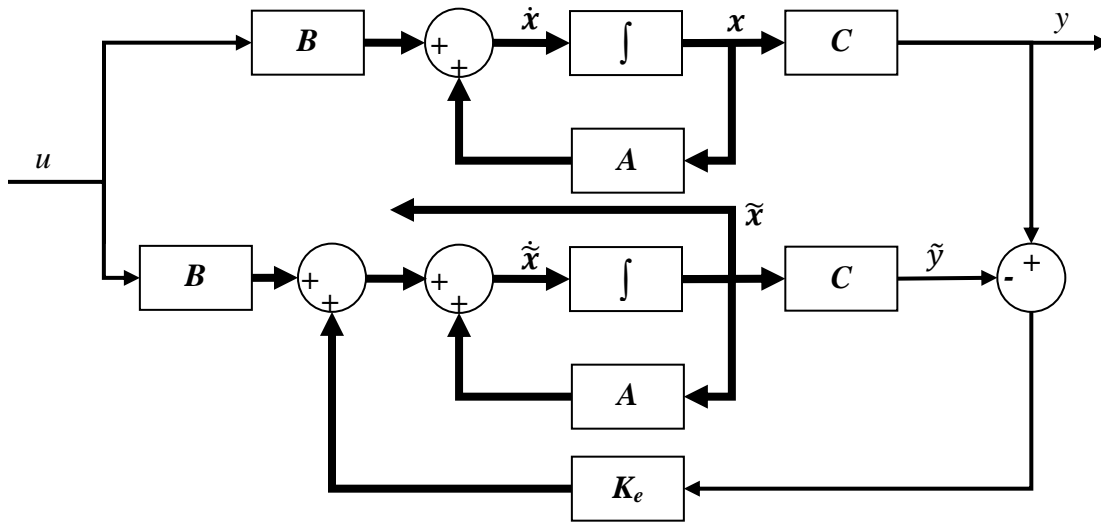 B + + ẋ ∫ x C y
A
u
x̃
B + + + + x̃̇ ∫ C ỹ - +
A
Kₑ